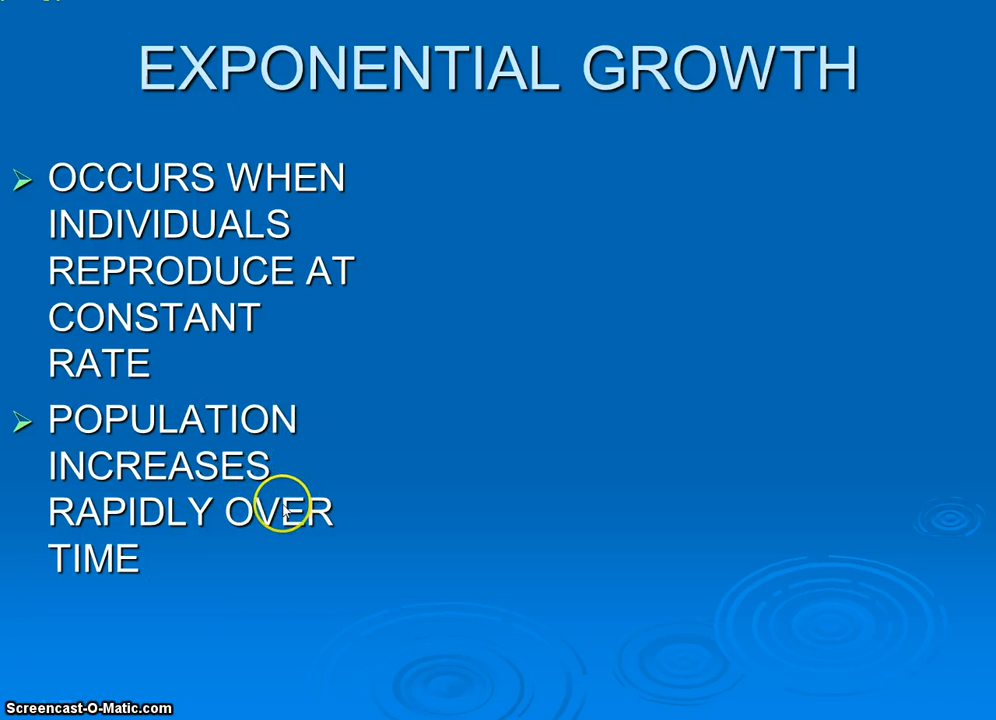 EXPONENTIAL GROWTH
OCCURS WHEN
INDIVIDUALS
REPRODUCE AT
CONSTANT
RATE
POPULATION
INCREASES
RAPIDLY OVER
TIME
Screencast-O-Matic.com